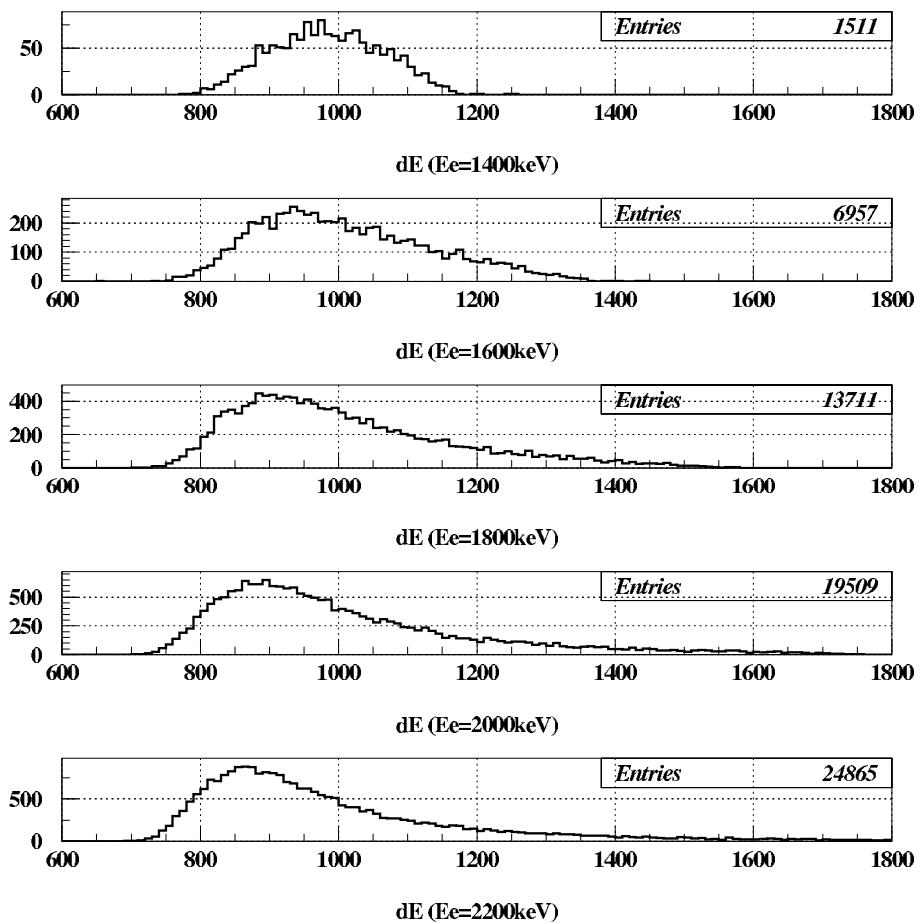 Entries 1511
50
0
600 800 1000 1200 1400 1600 1800
dE (Ee=1400keV)
Entries 6957
200
100
0
600 800 1000 1200 1400 1600 1800
dE (Ee=1600keV)
Entries 13711
400
200
0
600 800 1000 1200 1400 1600 1800
dE (Ee=1800keV)
Entries 19509
500
250
0
600 800 1000 1200 1400 1600 1800
dE (Ee=2000keV)
Entries 24865
500
0
600 800 1000 1200 1400 1600 1800
dE (Ee=2200keV)